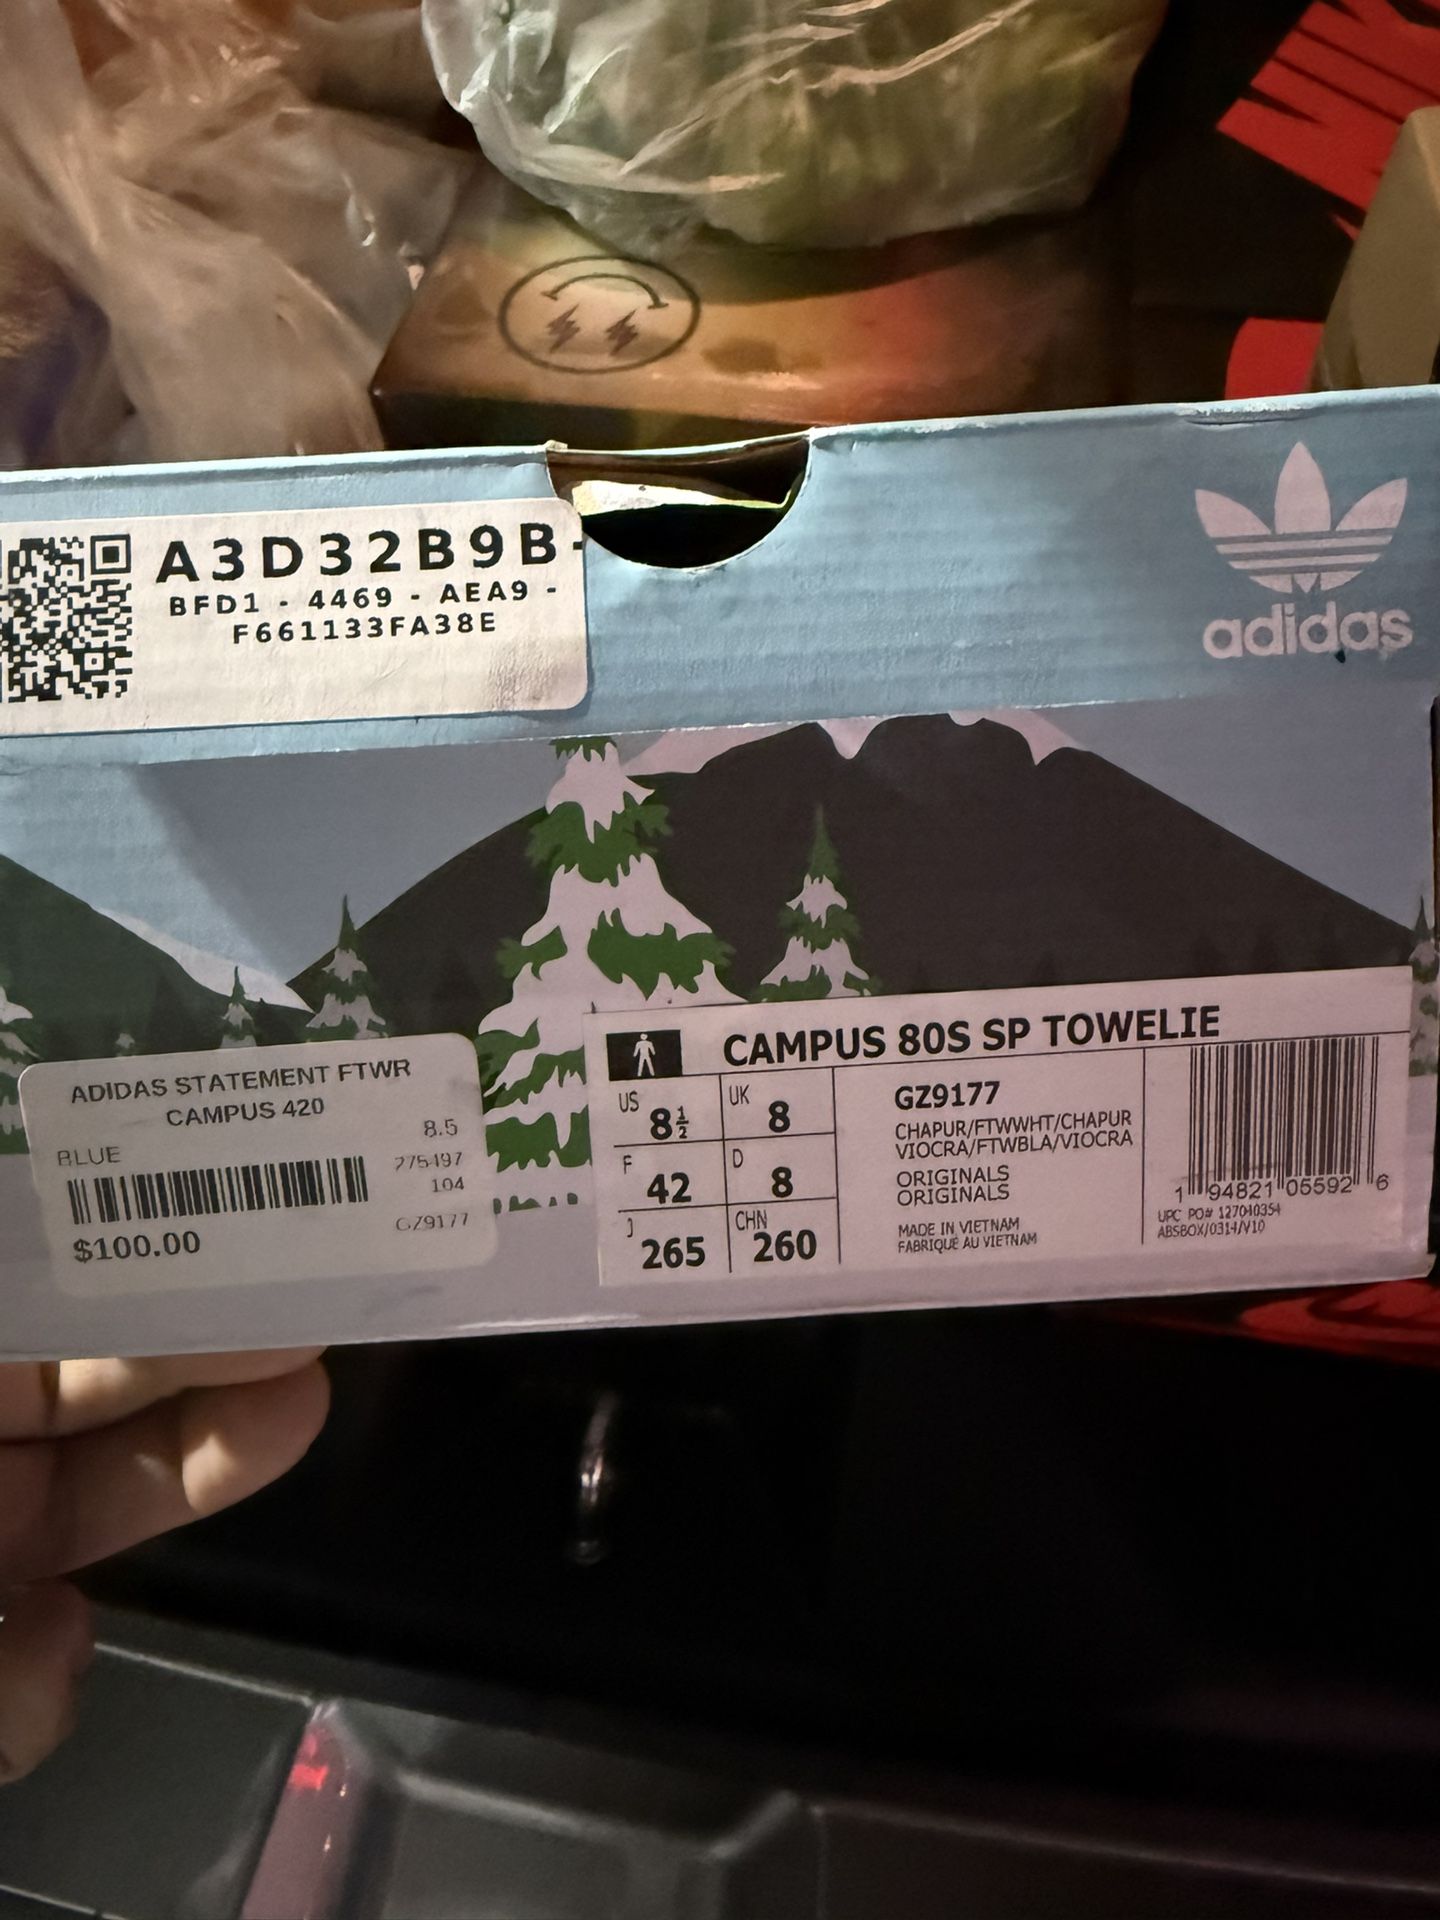 A3D32B9B-
BFD1 - 4469 - AEA9 -
F661133FA38E
adidas
ADIDAS STATEMENT FTWR
CAMPUS 420
8.5
BLUE
275497
104
GZ9177
$100.00
CAMPUS 80S SP TOWELIE
US 8½ UK 8
F 42 D 8
J 265 CHN 260
GZ9177
CHAPUR/FTWWHT/CHAPUR
VIOCRA/FTWBLA/VIOCRA
ORIGINALS
ORIGINALS
MADE IN VIETNAM
FABRIQUÉ AU VIETNAM
1 94821 05592 6
UPC PO# 127040354
ABSBOX/0314/V10